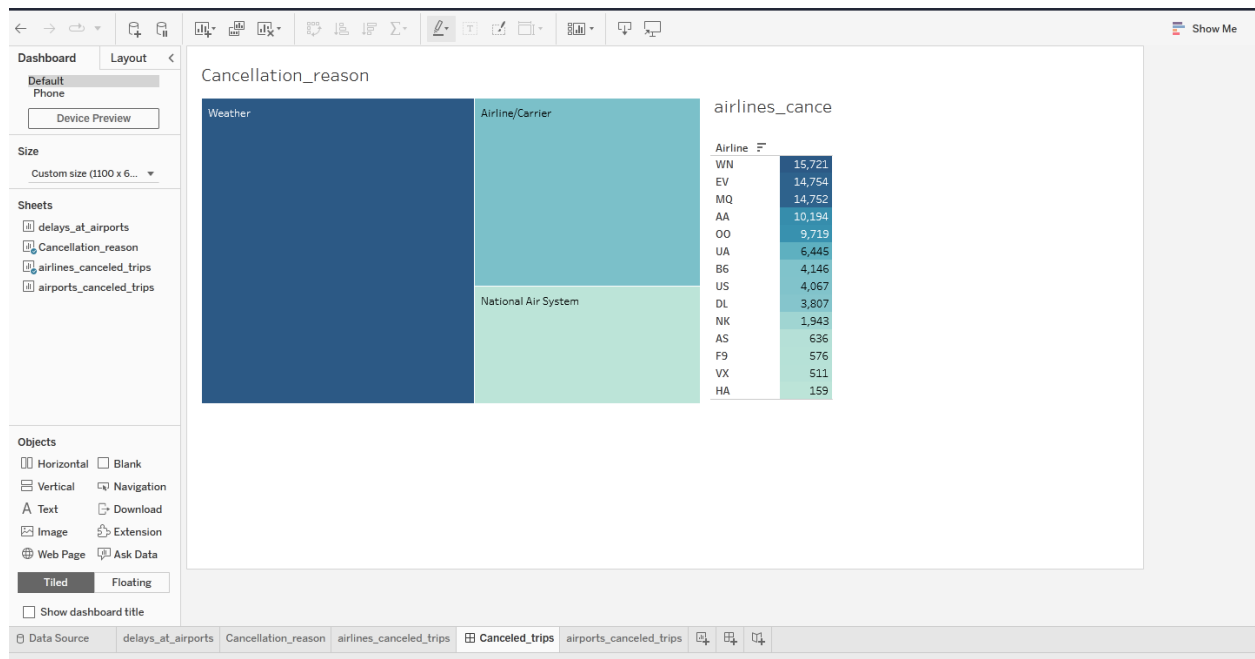 Show Me
Dashboard Layout
Default
Phone
Device Preview
Size
Custom size (1100 x 6...
Sheets
delays_at_airports
Cancellation_reason
airlines_canceled_trips
airports_canceled_trips
Objects
Horizontal Blank
Vertical Navigation
A Text Download
Image Extension
Web Page Ask Data
Tiled Floating
Show dashboard title
Cancellation_reason
Weather
Airline/Carrier
National Air System
airlines_cance
Airline
WN 15,721
EV 14,754
MQ 14,752
AA 10,194
OO 9,719
UA 6,445
B6 4,146
US 4,067
DL 3,807
NK 1,943
AS 636
F9 576
VX 511
HA 159
Data Source delays_at_airports Cancellation_reason airlines_canceled_trips Canceled_trips airports_canceled_trips